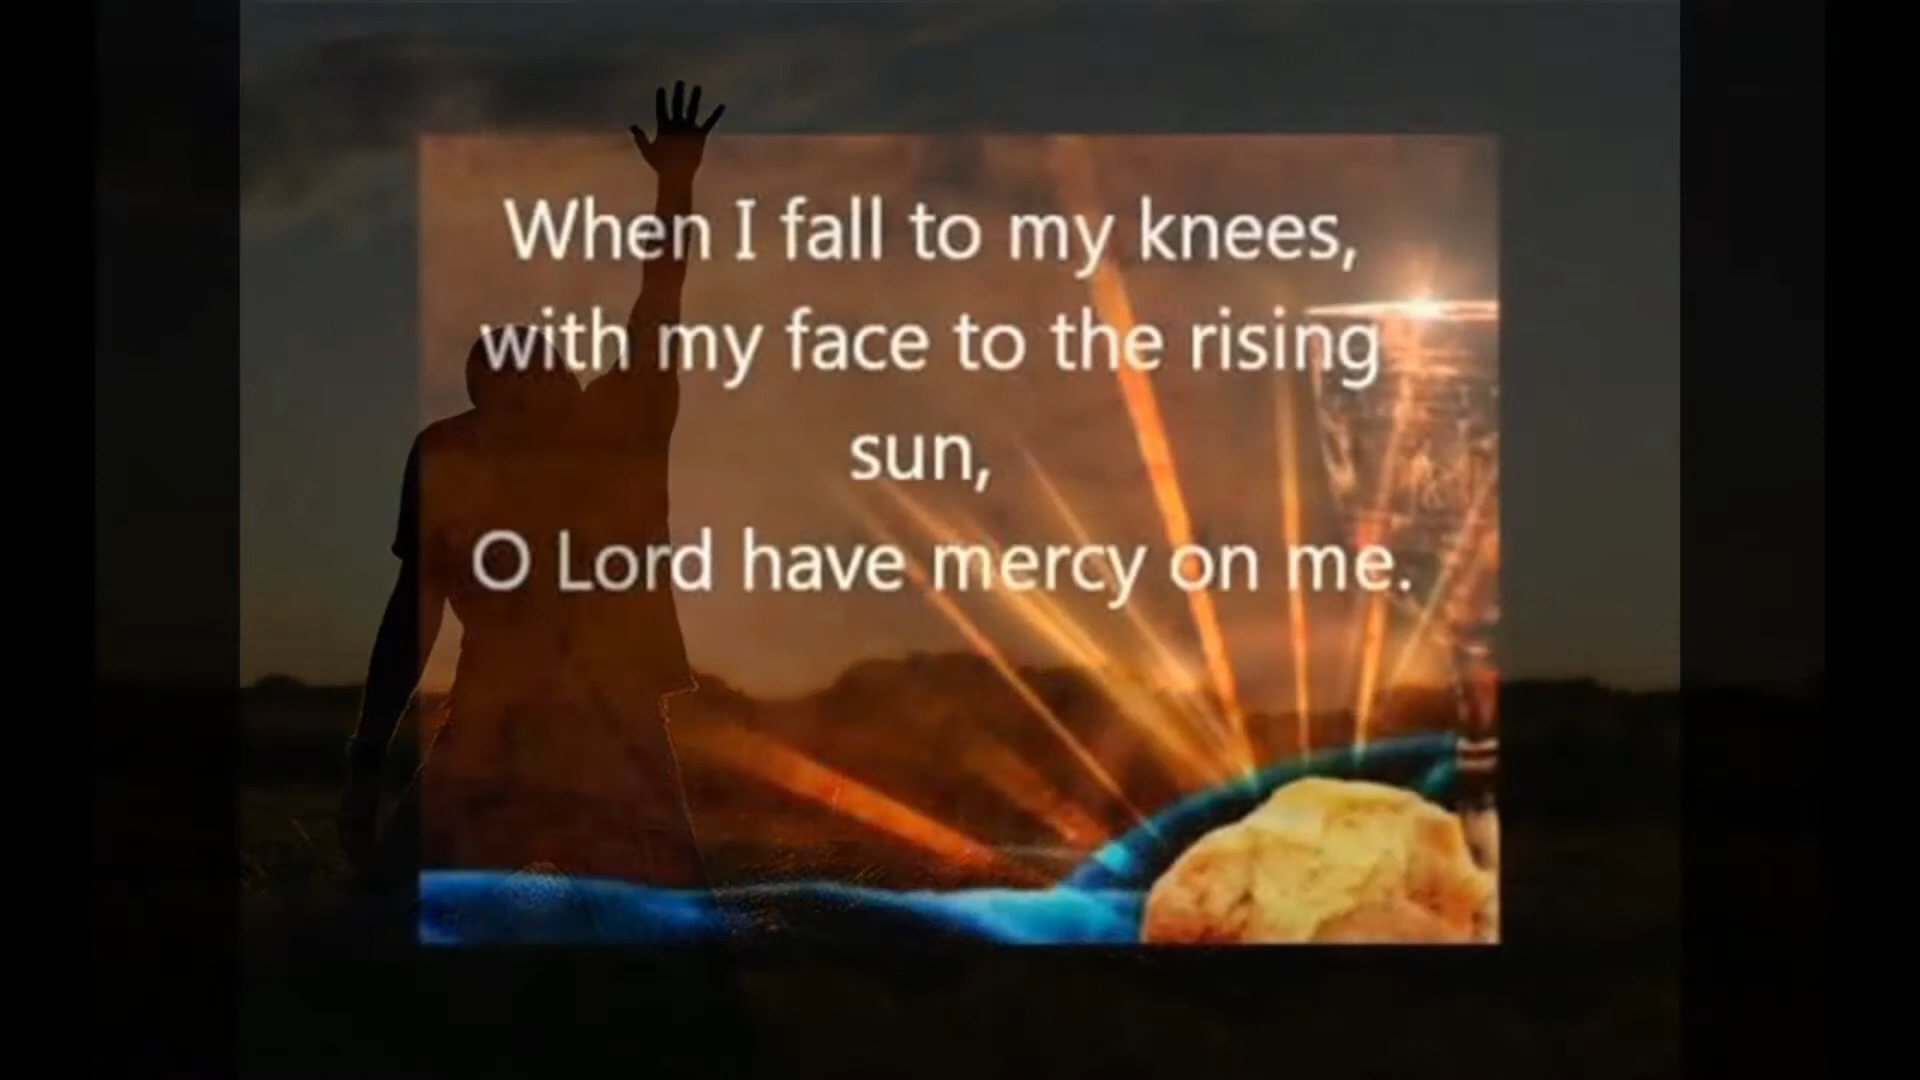 When I fall to my knees,
with my face to the rising
sun,
O Lord have mercy on me.